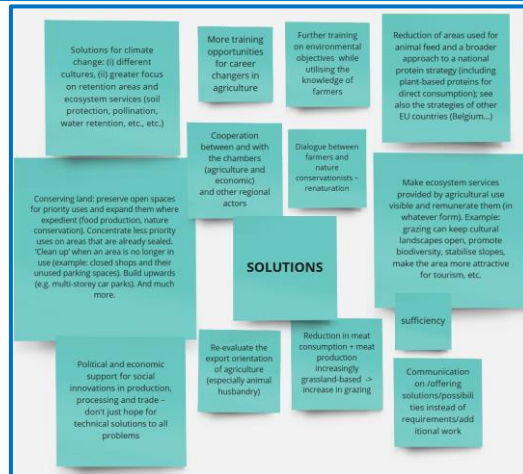 Solutions for climate
change: (i) different
cultures, (ii) greater focus
on retention areas and
ecosystem services (soil
protection, pollination,
water retention, etc., etc.)
More training
opportunities
for career
changers in
agriculture
Further training
on environmental
objectives while
utilising the
knowledge of
farmers
Reduction of areas used for
animal feed and a broader
approach to a national
protein strategy (including
plant-based proteins for
direct consumption); see
also the strategies of other
EU countries (Belgium...)
Cooperation
between and with
the chambers
(agriculture and
economic)
and other regional
actors
Dialogue between
farmers and
nature
conservationists –
renaturation
Conserving land: preserve open spaces
for priority uses and expand them where
expedient (food production, nature
conservation). Concentrate less priority
uses on areas that are already sealed.
‘Clean up’ when an area is no longer in
use (example: closed shops and their
unused parking spaces). Build upwards
(e.g. multi-storey car parks). And much
more.
Make ecosystem services
provided by agricultural use
visible and remunerate them (in
whatever form). Example:
grazing can keep cultural
landscapes open, promote
biodiversity, stabilise slopes,
make the area more attractive
for tourism, etc.
SOLUTIONS
sufficiency
Political and economic
support for social
innovations in production,
processing and trade –
don’t just hope for
technical solutions to all
problems
Re-evaluate the
export orientation
of agriculture
(especially animal
husbandry)
Reduction in meat
consumption + meat
production
increasingly
grassland-based ->
increase in grazing
Communication
on /offering
solutions/possibili
ties instead of
requirements/add
itional work